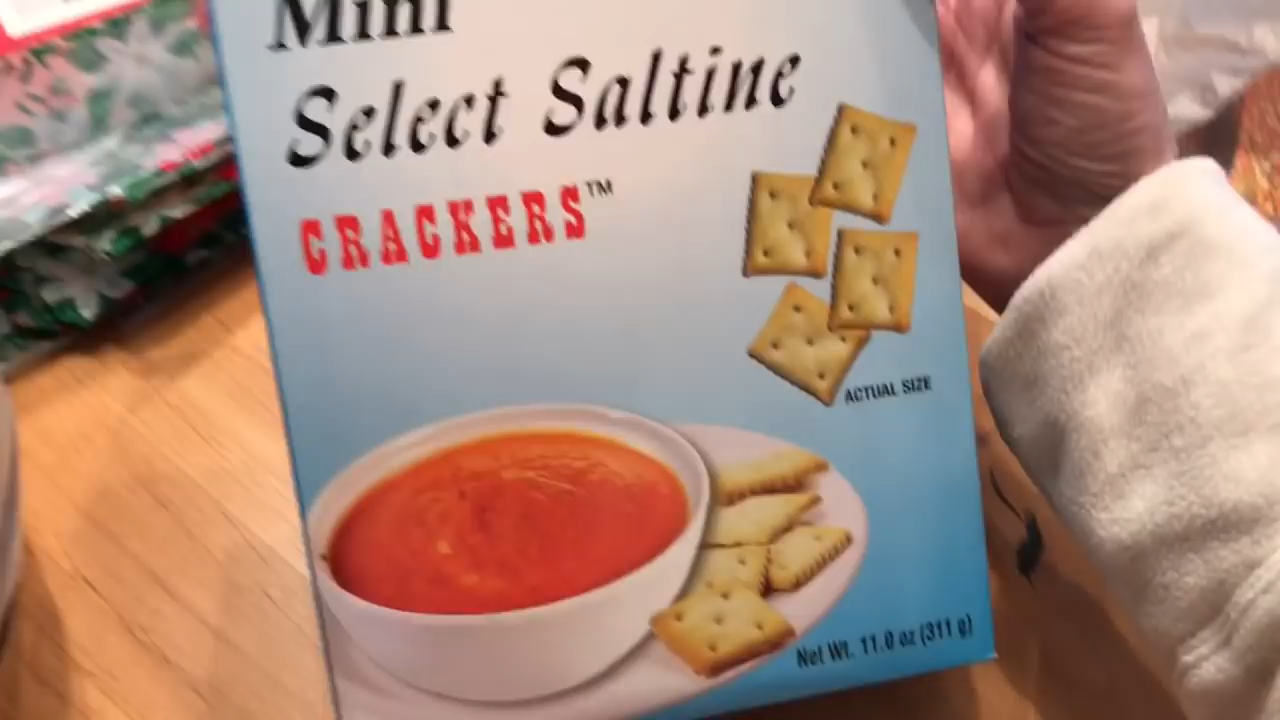 Mini
Select Saltine
CRACKERS™
ACTUAL SIZE
Net Wt. 11.0 oz (311 g)